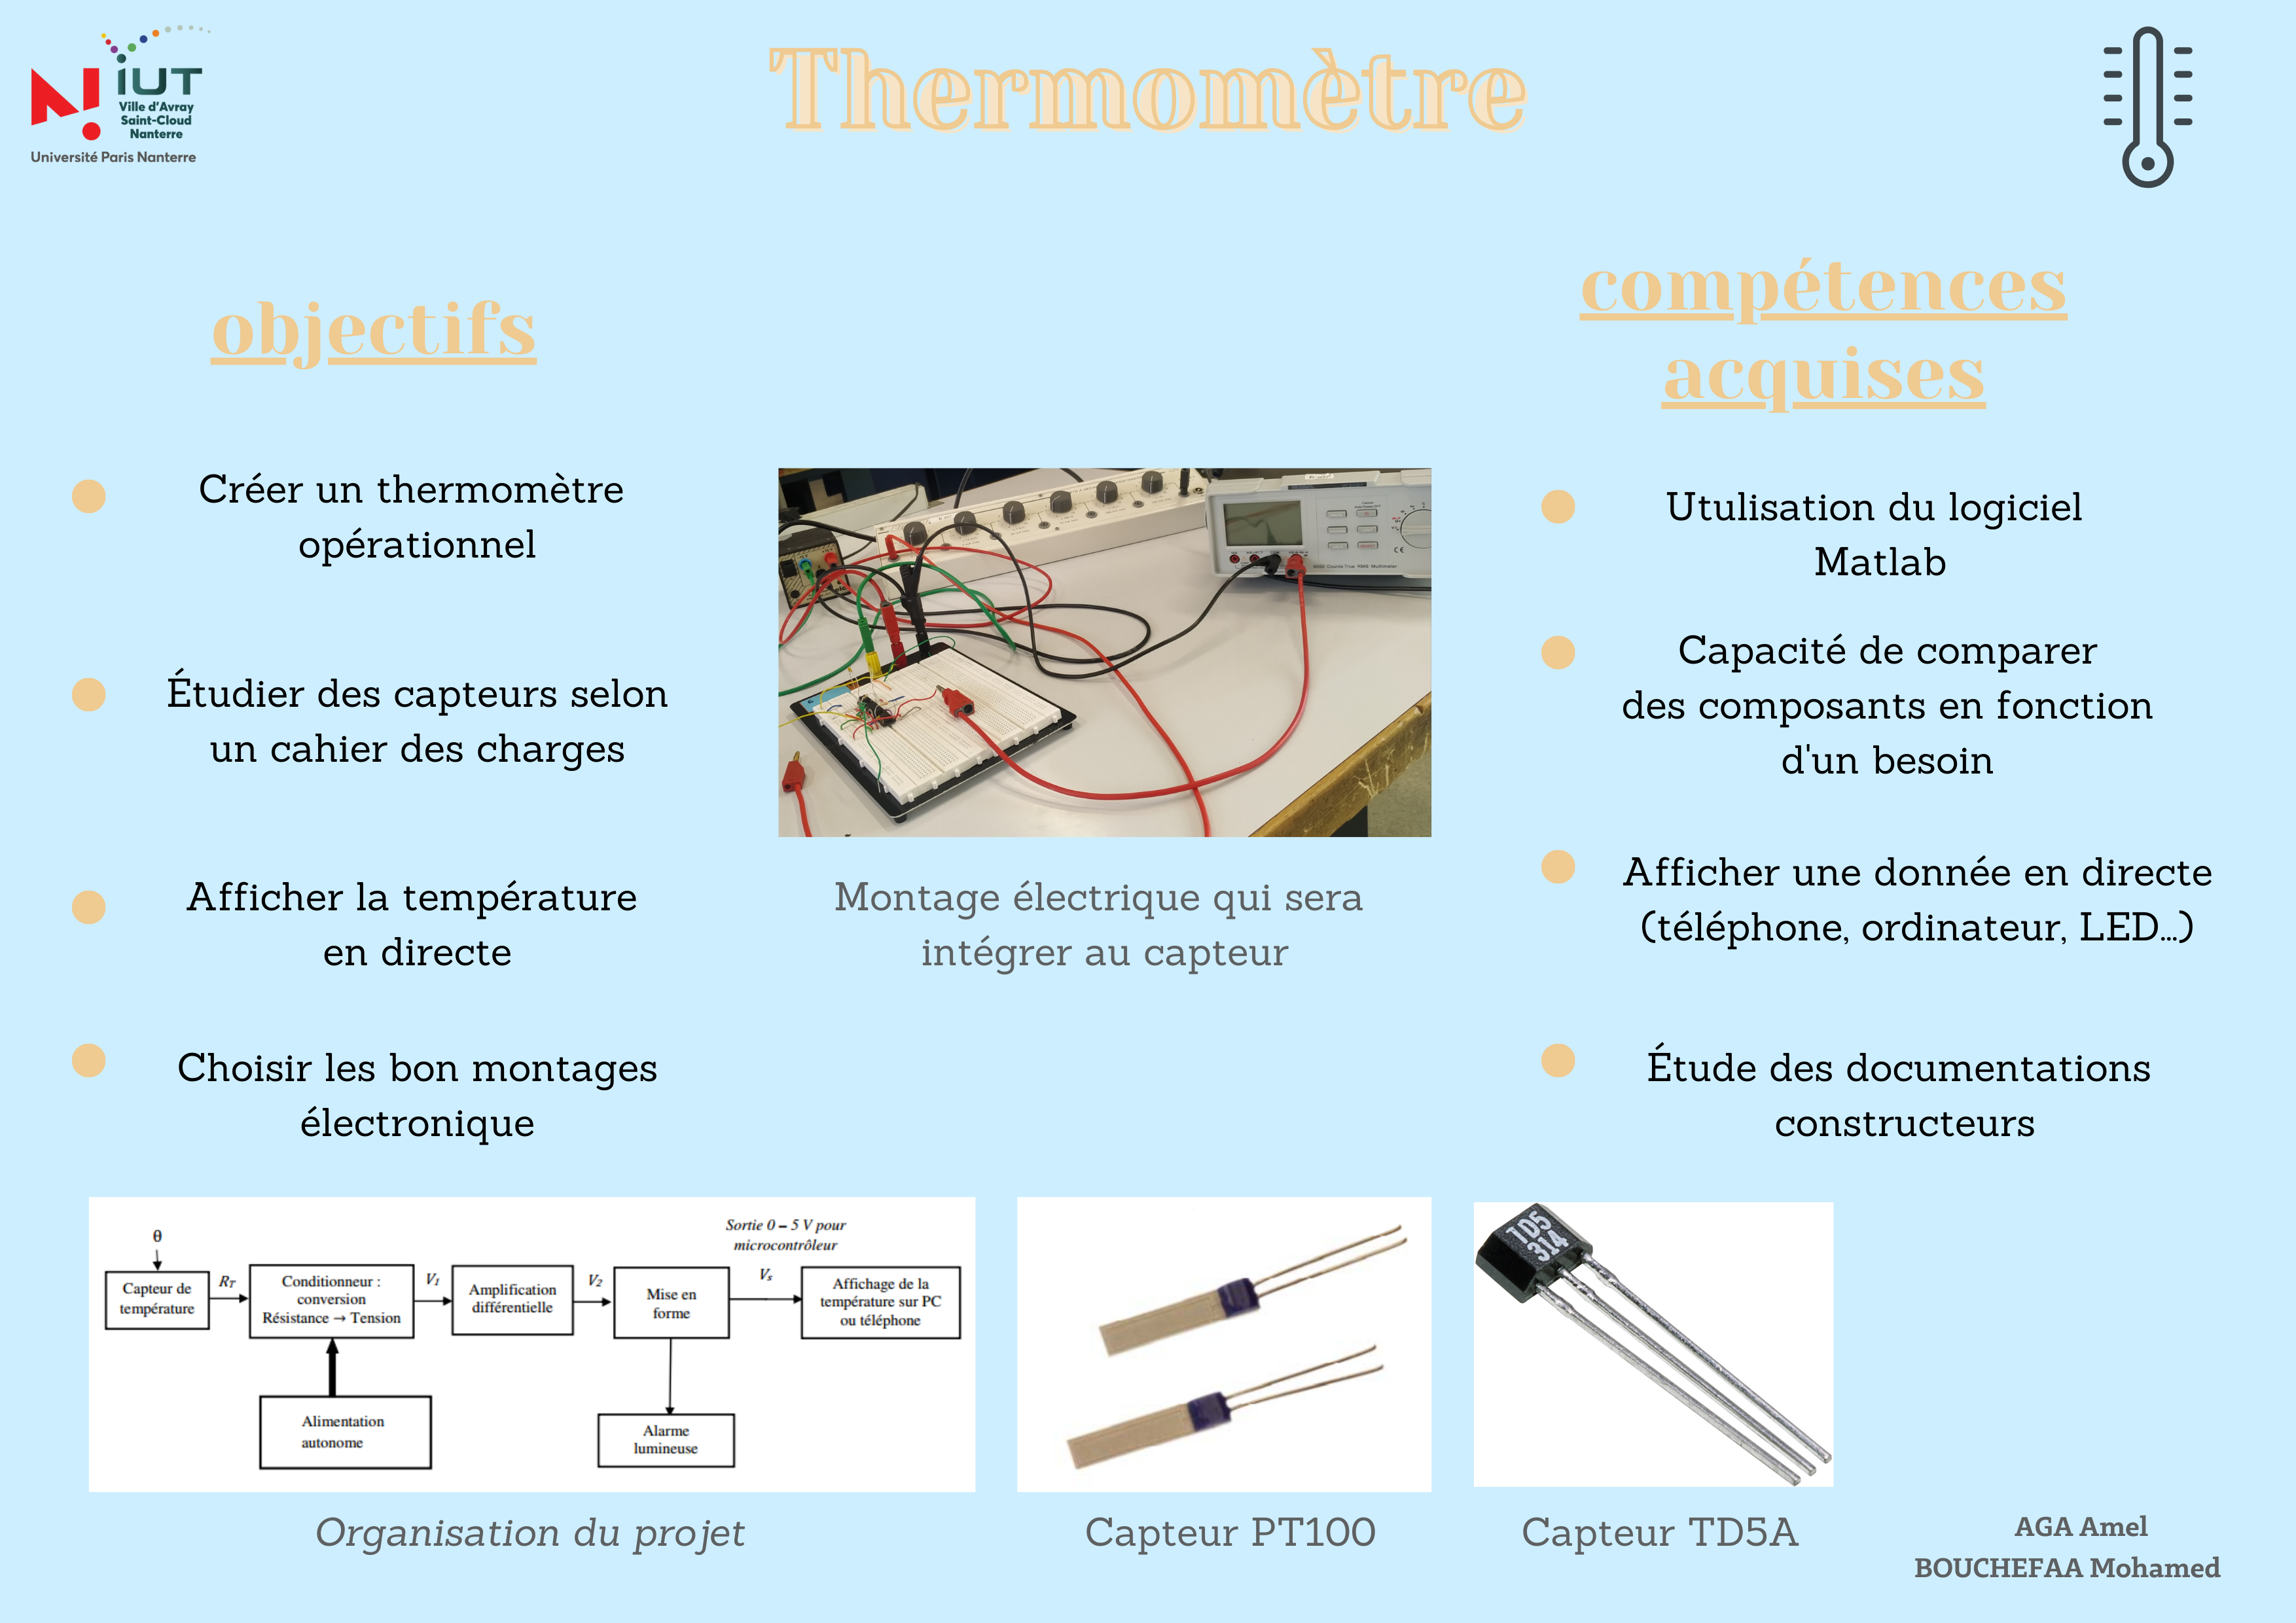 iUT
Ville d'Avray
Saint-Cloud
Nanterre
Université Paris Nanterre
Thermomètre
objectifs
Créer un thermomètre
opérationnel
Étudier des capteurs selon
un cahier des charges
Afficher la température
en directe
Choisir les bon montages
électronique
Montage électrique qui sera
intégrer au capteur
compétences
acquises
Utulisation du logiciel
Matlab
Capacité de comparer
des composants en fonction
d'un besoin
Afficher une donnée en directe
(téléphone, ordinateur, LED...)
Étude des documentations
constructeurs
θ
Capteur de
température
RT
Conditionneur :
conversion
Résistance → Tension
V1
Amplification
différentielle
V2
Mise en
forme
Sortie 0 – 5 V pour
microcontrôleur
Vs
Affichage de la
température sur PC
ou téléphone
Alimentation
autonome
Alarme
lumineuse
Organisation du projet
Capteur PT100
TD5
314
Capteur TD5A
AGA Amel
BOUCHEFAA Mohamed